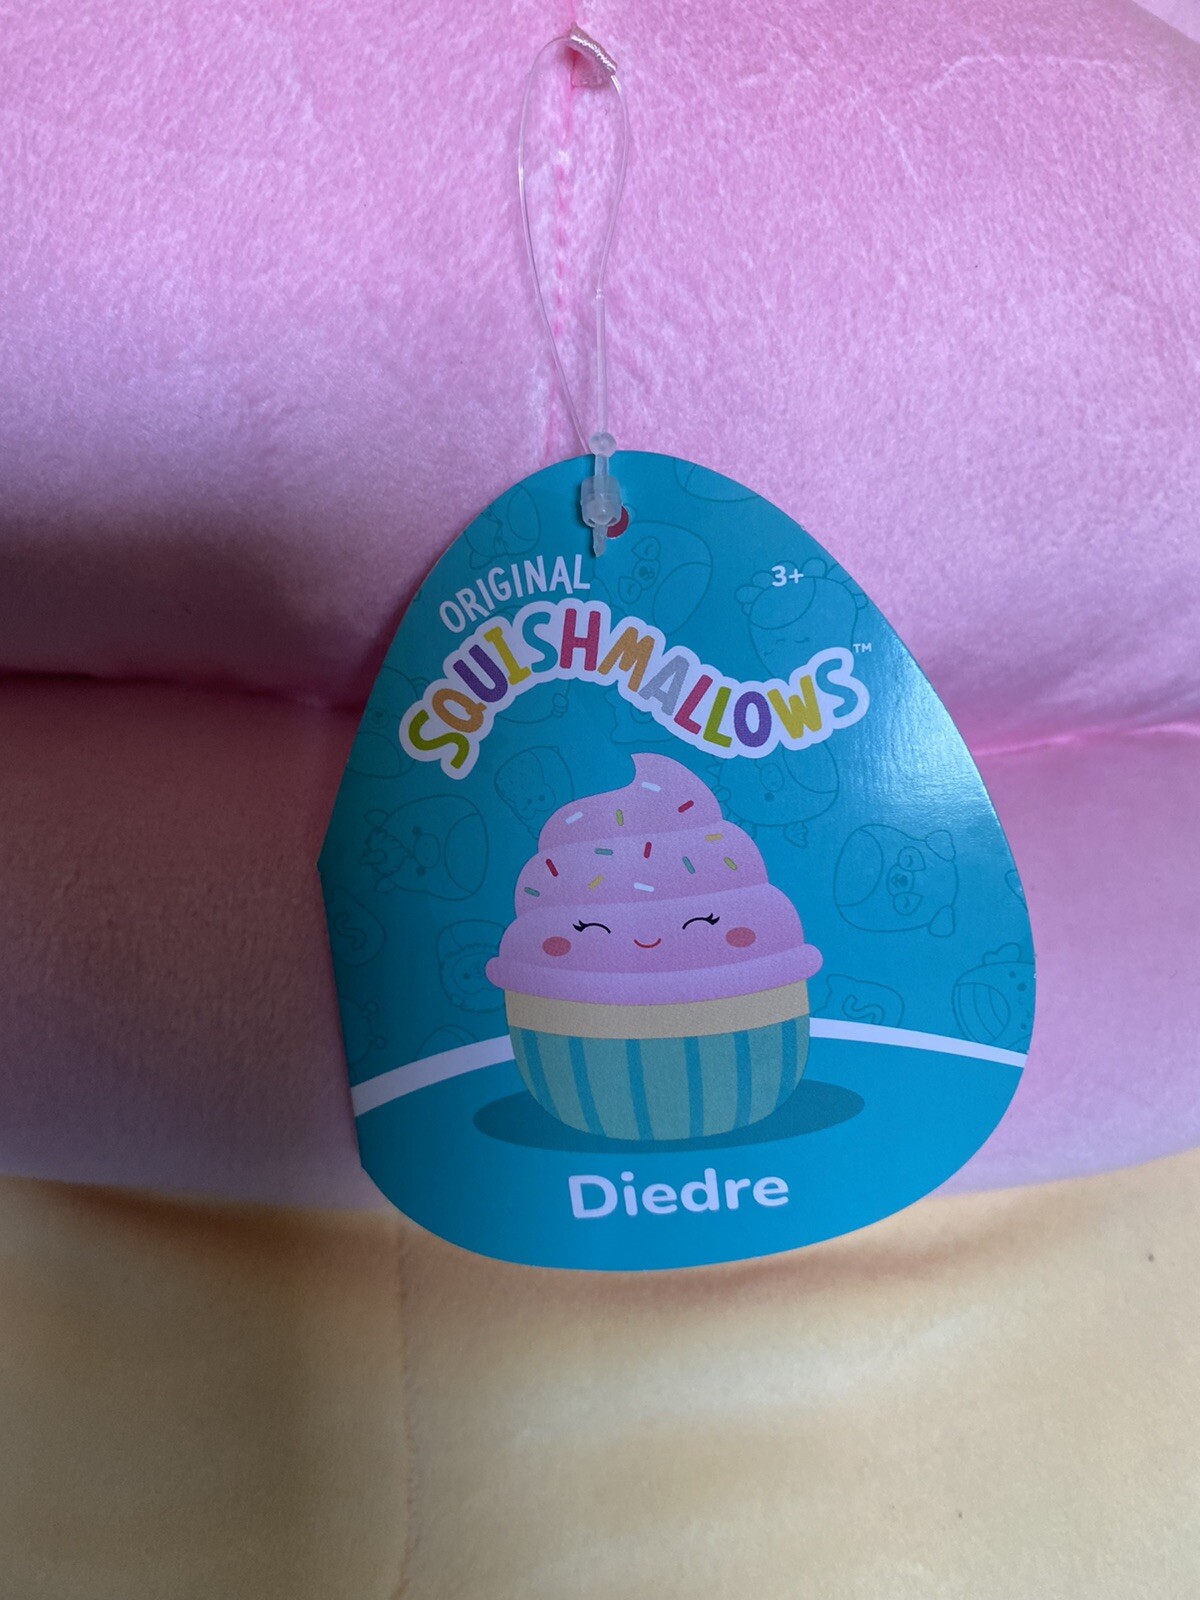 ORIGINAL
3+
SQUISHMALLOWS™
Diedre